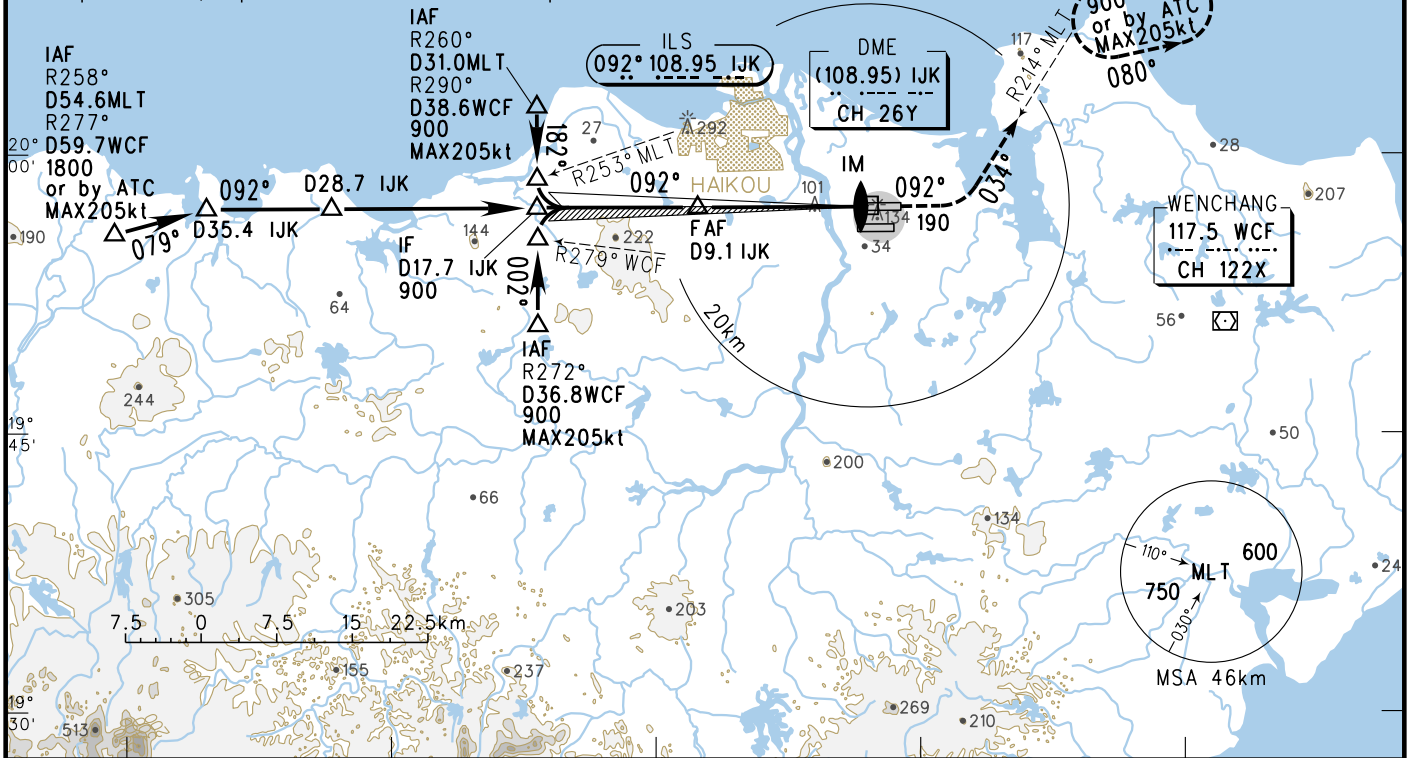 IAF
R258°
D54.6MLT
R277°
D59.7WCF
1800
or by ATC
MAX205kt
IAF
R260°
D31.0MLT
R290°
D38.6WCF
900
MAX205kt
ILS
092° 108.95 IJK
DME
(108.95) IJK
CH 26Y
900
or by ATC
MAX205kt
080°
R214° MLT
117
20°
00'
182°
27
292
R253° MLT
28
092°
D28.7 IJK
092°
HAIKOU
101
IM
092°
034°
207
190
079°
D35.4 IJK
IF
D17.7 IJK
900
144
222
R279° WCF
FAF
D9.1 IJK
134
190
34
WENCHANG
117.5 WCF
CH 122X
002°
64
20km
56
IAF
R272°
D36.8WCF
900
MAX205kt
244
19°
45'
50
200
66
134
110°
600
MLT
750
030°
24
MSA 46km
305
203
7.5 0 7.5 15 22.5km
155
237
19°
30'
513
269
210